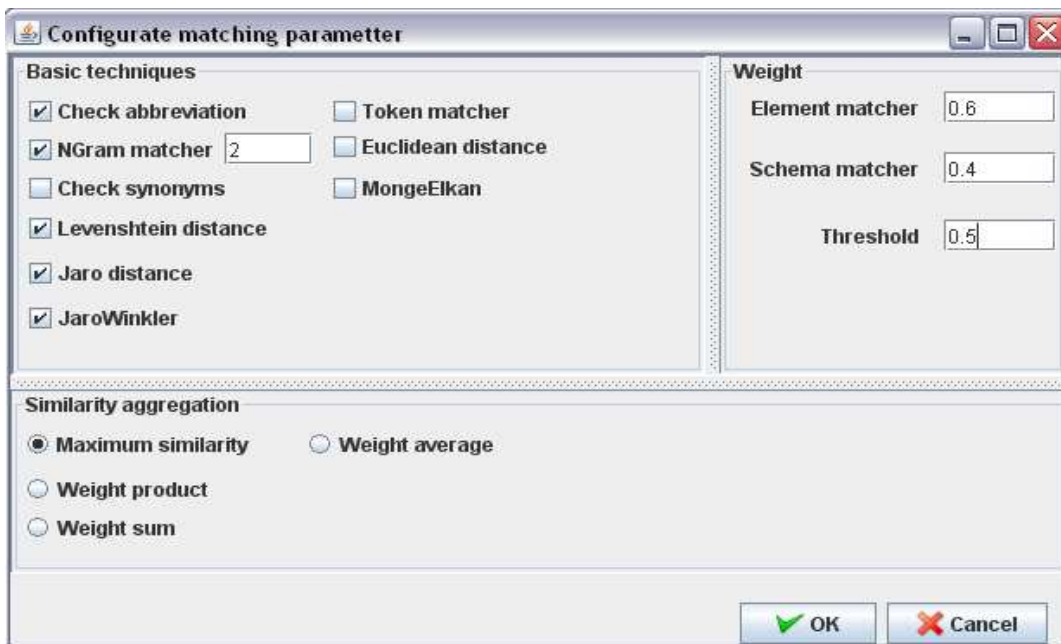 Configurate matching parametter
Basic techniques
Check abbreviation
Token matcher
NGram matcher 2
Euclidean distance
Check synonyms
MongeElkan
Levenshtein distance
Jaro distance
JaroWinkler
Weight
Element matcher 0.6
Schema matcher 0.4
Threshold 0.5
Similarity aggregation
Maximum similarity
Weight average
Weight product
Weight sum
OK
Cancel